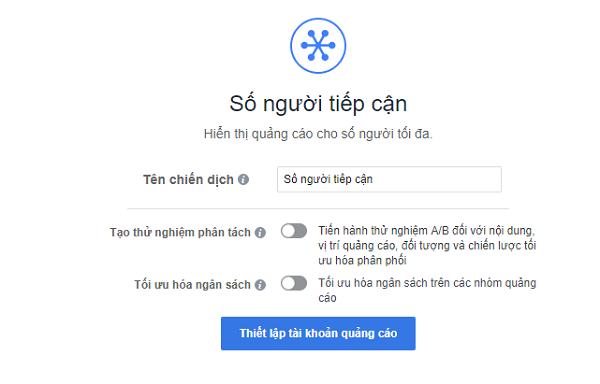 Số người tiếp cận
Hiển thị quảng cáo cho số người tối đa.
Tên chiến dịch
Số người tiếp cận
Tạo thử nghiệm phân tách
Tiến hành thử nghiệm A/B đối với nội dung,
vị trí quảng cáo, đối tượng và chiến lược tối
ưu hóa phân phối
Tối ưu hóa ngân sách
Tối ưu hóa ngân sách trên các nhóm quảng
cáo
Thiết lập tài khoản quảng cáo